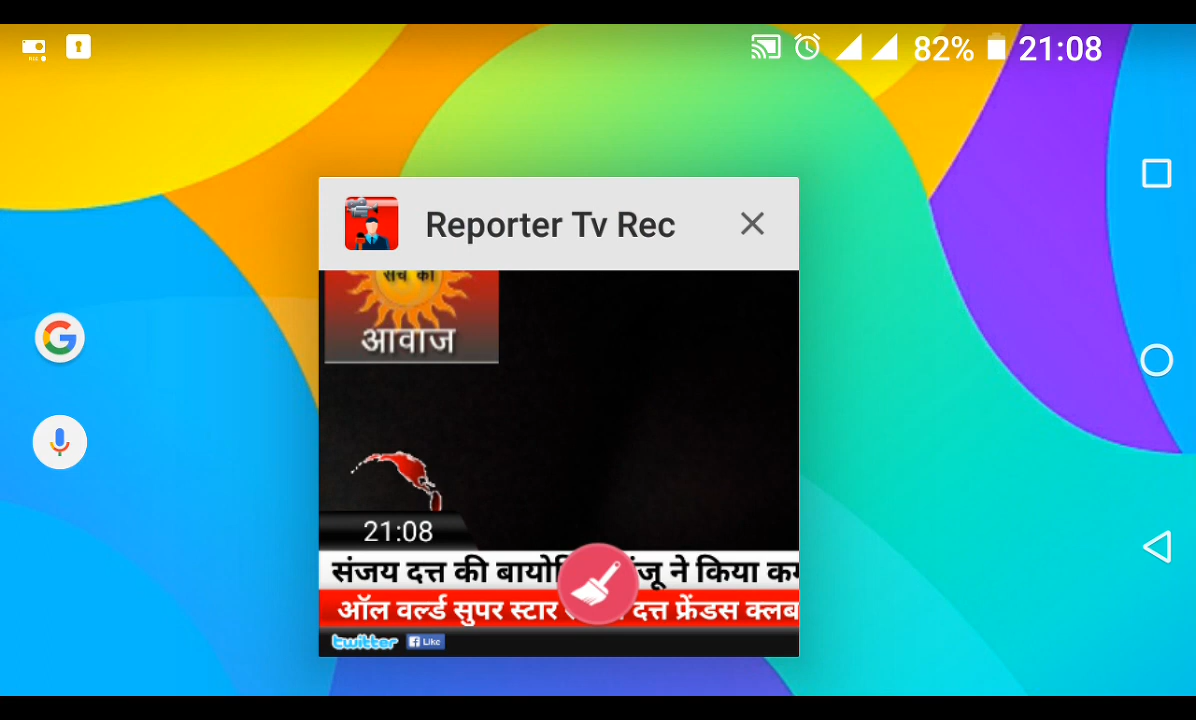 82% 21:08
Reporter Tv Rec
सच की
आवाज
21:08
संजय दत्त की ने किया
ऑल वर्ल्ड सुपर स्टार दत्त फ्रेंडस क्लब
twitter Like